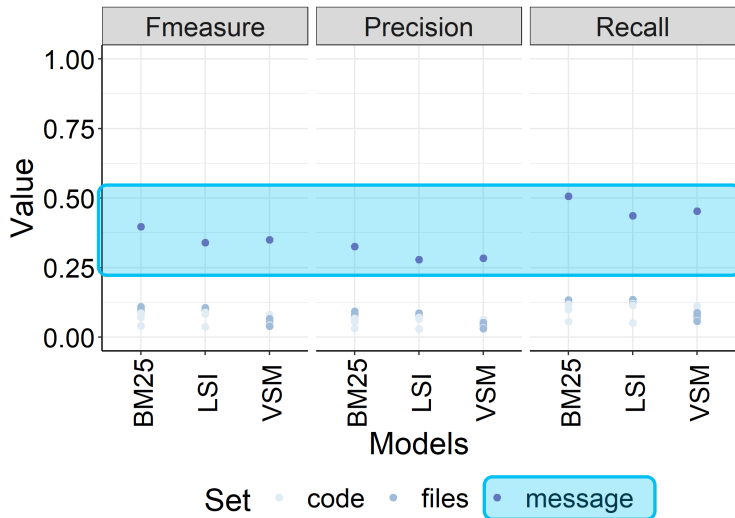 Fmeasure Precision Recall
1.00
0.75
0.50
0.25
0.00
Value
BM25 LSI VSM BM25 LSI VSM BM25 LSI VSM
Models
Set code files message